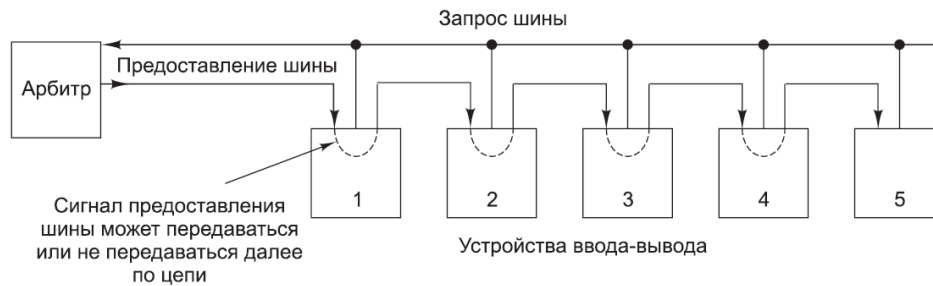 Запрос шины
Предоставление шины
Арбитр
1
2
3
4
5
Сигнал предоставления
шины может передаваться
или не передаваться далее
по цепи
Устройства ввода-вывода